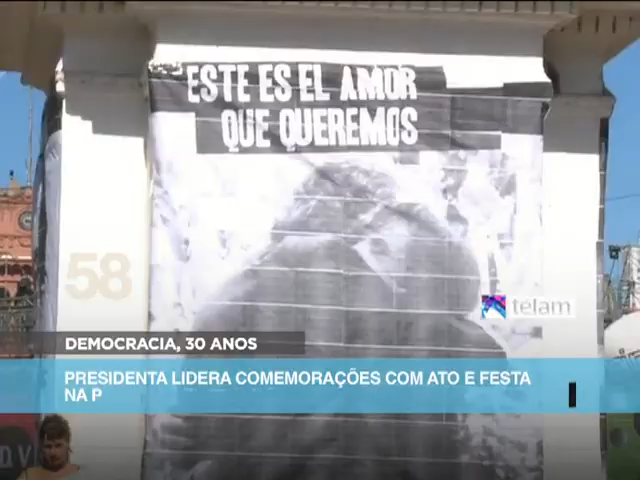 ESTE ES EL AMOR
QUE QUEREMOS
58
telam
DEMOCRACIA, 30 ANOS
PRESIDENTA LIDERA COMEMORAÇÕES COM ATO E FESTA
NA P